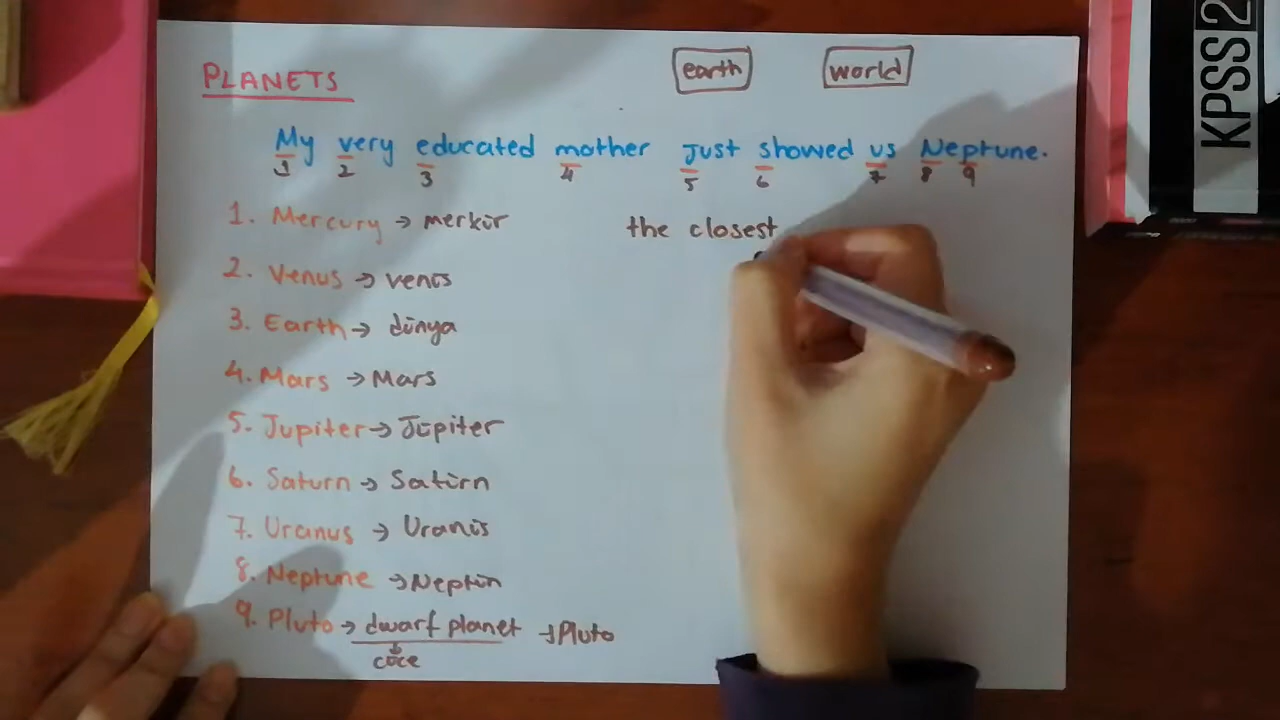 PLANETS
earth
world
My very educated mother just showed us Neptune.
1 2 3 4 5 6 7 8 9
1. Mercury → merkür
the closest
2. Venus → venüs
3. Earth → dünya
4. Mars → Mars
5. Jupiter → Jüpiter
6. Saturn → Satürn
7. Uranus → Uranüs
8. Neptune → Neptün
9. Pluto → dwarf planet → Pluto
cüce
KPSS 2